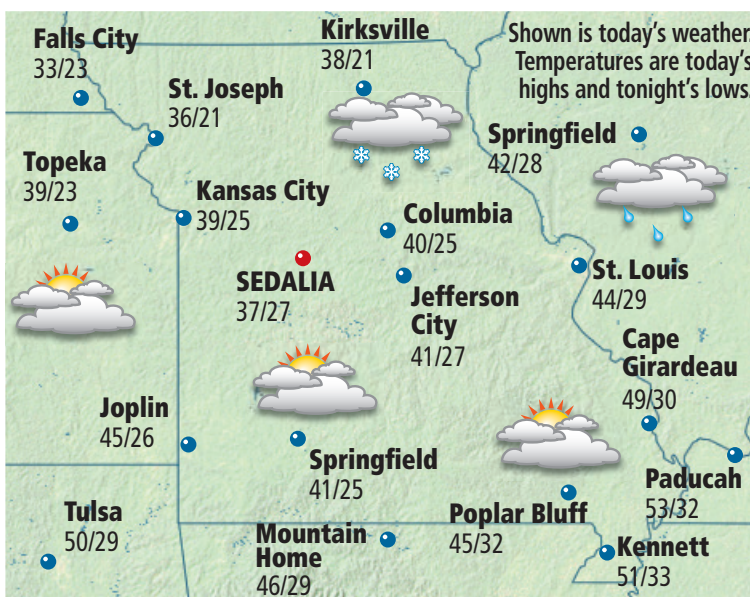 Falls City
33/23
Kirksville
38/21
Shown is today's weather.
Temperatures are today's
highs and tonight's lows.
St. Joseph
36/21
Springfield
42/28
Topeka
39/23
Kansas City
39/25
Columbia
40/25
SEDALIA
37/27
Jefferson
City
41/27
St. Louis
44/29
Cape
Girardeau
49/30
Joplin
45/26
Springfield
41/25
Paducah
53/32
Poplar Bluff
45/32
Tulsa
50/29
Mountain
Home
46/29
Kennett
51/33